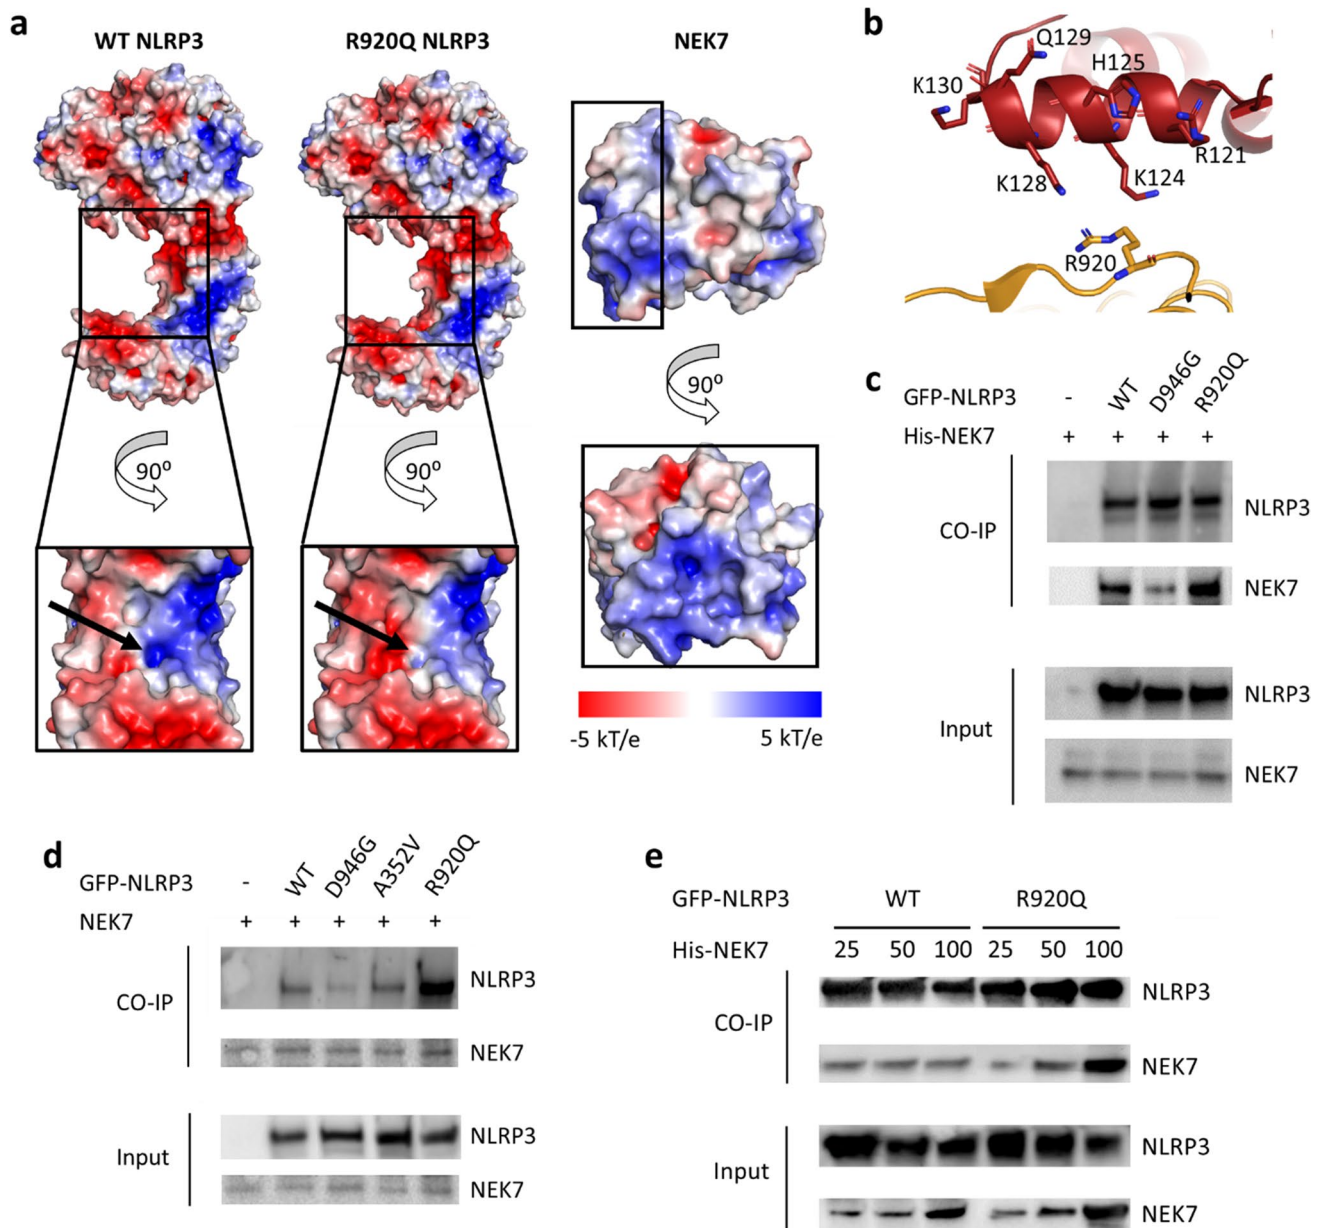 a
WT NLRP3
R920Q NLRP3
NEK7
90º
90º
90º
-5 kT/e
5 kT/e
b
Q129
H125
K130
R121
K128
K124
R920
c
GFP-NLRP3
-
WT
D946G
R920Q
His-NEK7
+ + + +
CO-IP
NLRP3
NEK7
Input
NLRP3
NEK7
d
GFP-NLRP3
-
WT
D946G
A352V
R920Q
NEK7
+ + + + +
CO-IP
NLRP3
NEK7
Input
NLRP3
NEK7
e
GFP-NLRP3 WT R920Q
His-NEK7 25 50 100 25 50 100
CO-IP
NLRP3
NEK7
Input
NLRP3
NEK7